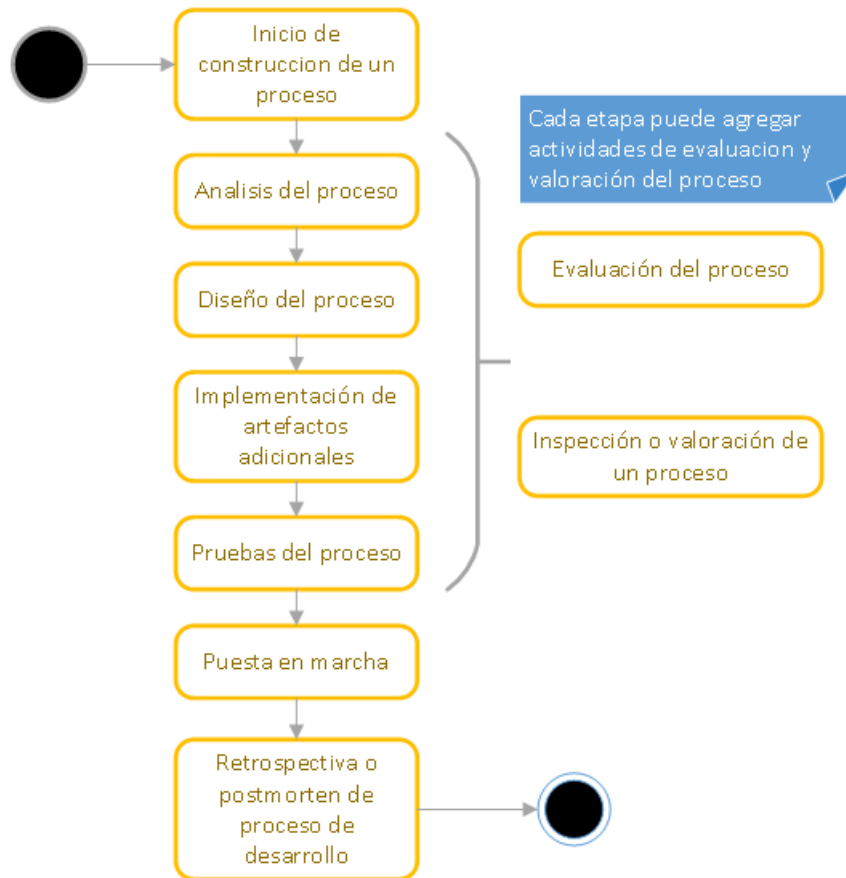 Inicio de
construccion de un
proceso
Analisis del proceso
Diseño del proceso
Implementación de
artefactos
adicionales
Pruebas del proceso
Puesta en marcha
Retrospectiva o
postmorten de
proceso de
desarrollo
Cada etapa puede agregar
actividades de evaluacion y
valoración del proceso
Evaluación del proceso
Inspección o valoración de
un proceso